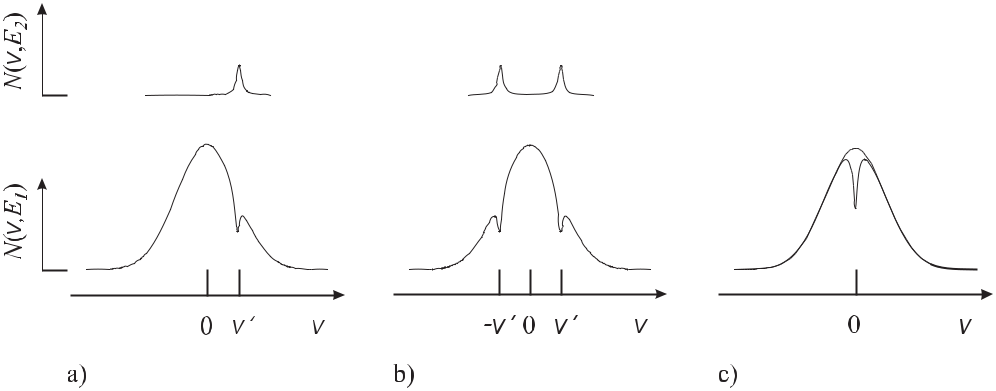 N(v,E2)
N(v,E1)
0 v´ v
-v´ 0 v´ v
0 v
a) b) c)